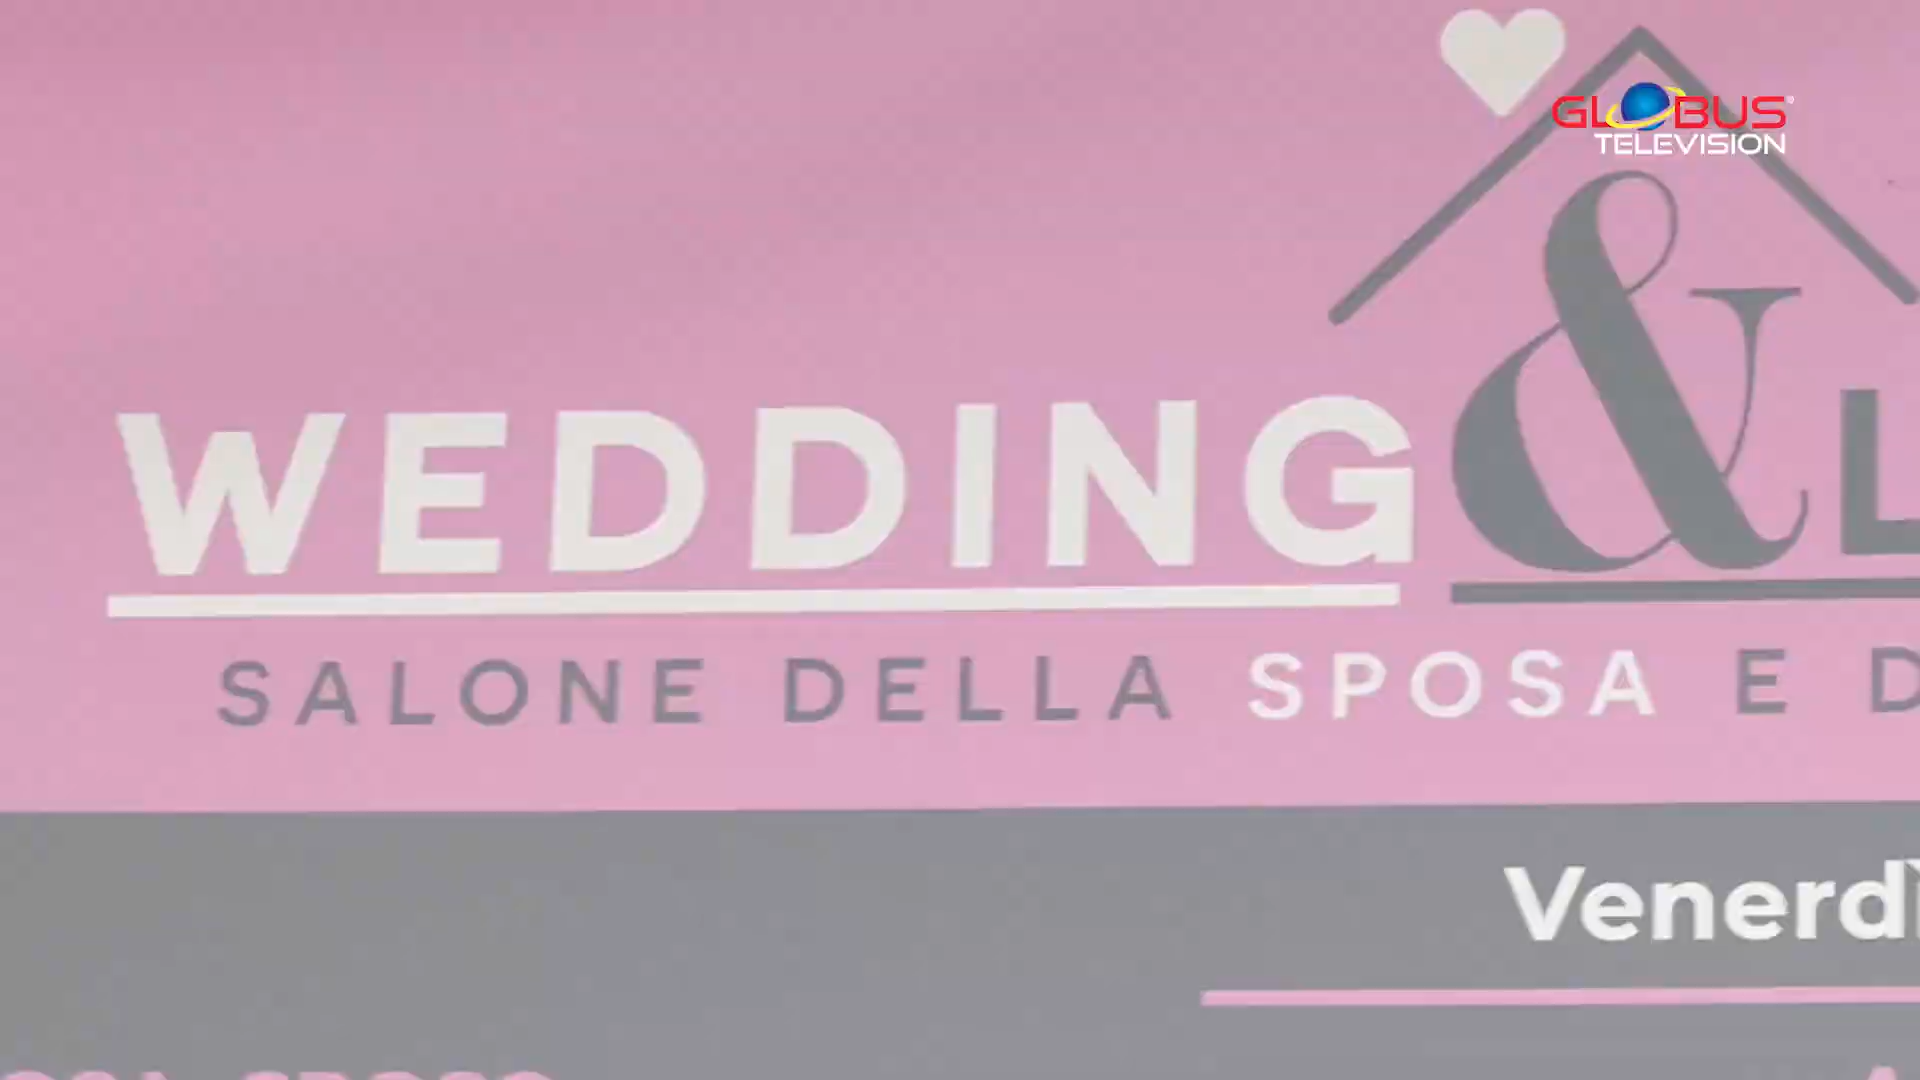 GLOBUS
TELEVISION
WEDDING & L
SALONE DELLA SPOSA E D
Venerdì